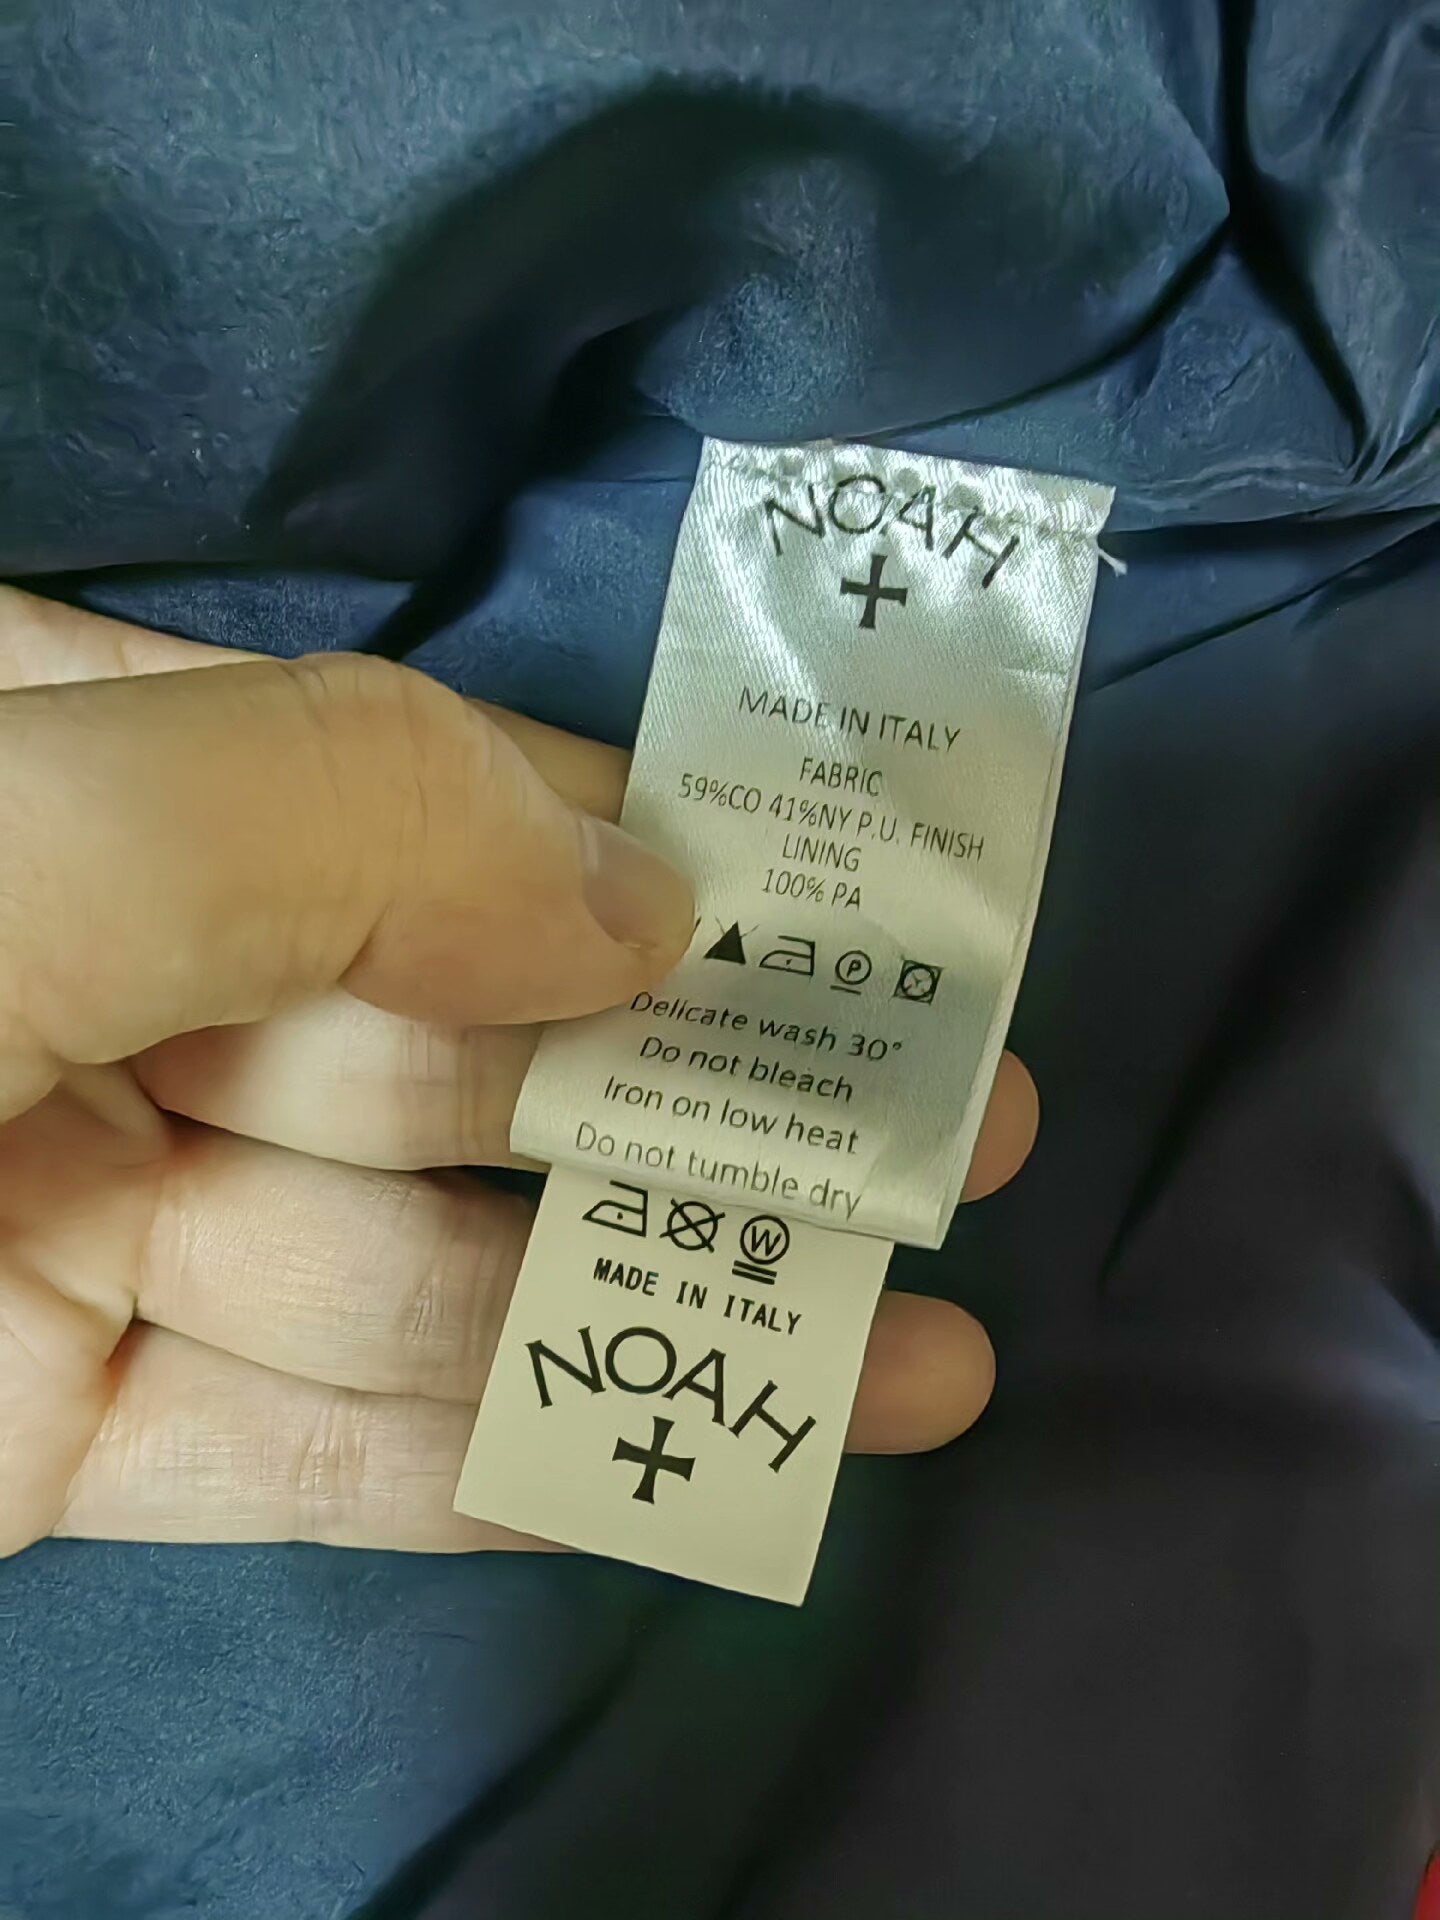 NOAH
MADE IN ITALY
FABRIC
59%CO 41%NY P.U. FINISH
LINING
100% PA
P
Delicate wash 30°
Do not bleach
Iron on low heat
Do not tumble dry
W
MADE IN ITALY
NOAH